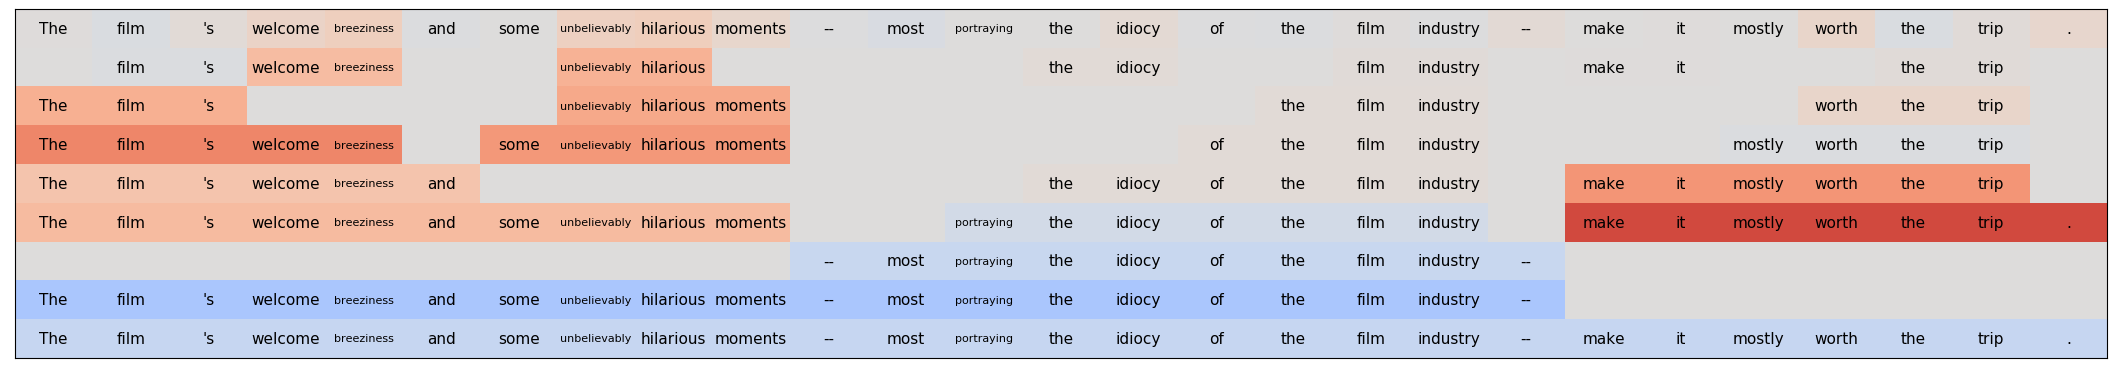 The film 's welcome breeziness and some unbelievably hilarious moments -- most portraying the idiocy of the film industry -- make it mostly worth the trip .
film 's welcome breeziness unbelievably hilarious the idiocy film industry make it the trip
The film 's unbelievably hilarious moments the film industry worth the trip
The film 's welcome breeziness some unbelievably hilarious moments of the film industry mostly worth the trip
The film 's welcome breeziness and the idiocy of the film industry make it mostly worth the trip
The film 's welcome breeziness and some unbelievably hilarious moments portraying the idiocy of the film industry make it mostly worth the trip .
-- most portraying the idiocy of the film industry --
The film 's welcome breeziness and some unbelievably hilarious moments -- most portraying the idiocy of the film industry --
The film 's welcome breeziness and some unbelievably hilarious moments -- most portraying the idiocy of the film industry -- make it mostly worth the trip .